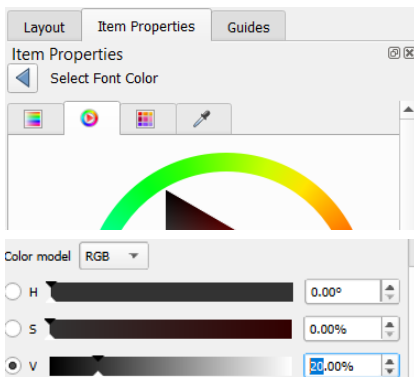 Layout Item Properties Guides
Item Properties
Select Font Color
Color model RGB
H 0.00°
S 0.00%
V 20.00%